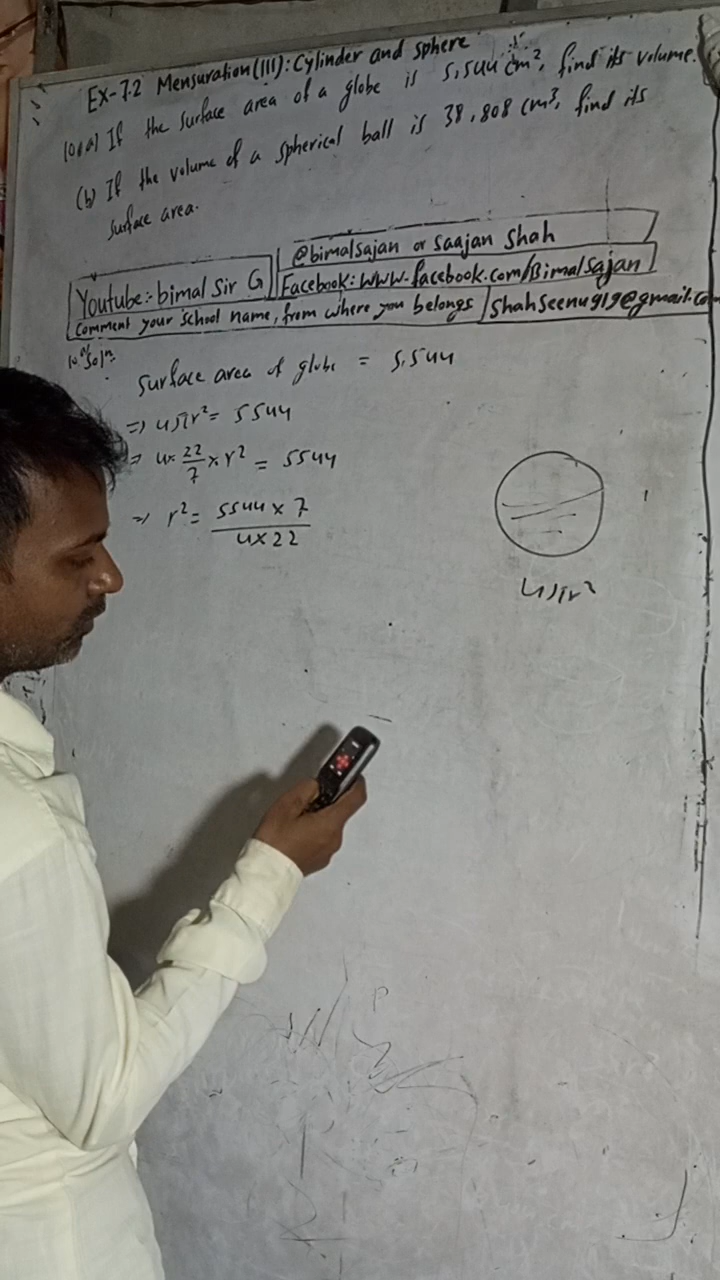 Ex-7.2 Mensuration(III): Cylinder and sphere
10(a) If the surface area of a globe is 5,544 cm², find its volume.
(b) If the volume of a spherical ball is 38,808 cm³, find its
surface area.
@bimalsajan or Saajan Shah
Youtube:- bimal Sir G
Facebook: www.facebook.com/Bimalsajan
Comment your school name, from where you belongs
Shahseenu919@gmail.co
10(a) Solⁿ:
Surface area of globe = 5,544
⇒ 4πr² = 5544
⇒ 4× 22/7 × r² = 5544
⇒ r² = 5544 × 7 / 4×22
4πr²